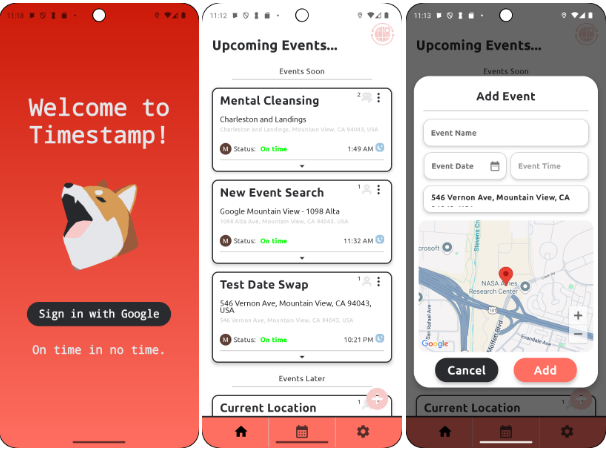 11:10
Welcome to
Timestamp!
Sign in with Google
On time in no time.
11:12
Upcoming Events...
Events Soon
Mental Cleansing
2
Charleston and Landings
Charleston and Landings, Mountain View, CA 94043, USA
M Status: On time 1:49 AM
New Event Search
1
Google Mountain View - 1098 Alta
1098 Alta Ave, Mountain View, CA 94043, USA
M Status: On time 11:32 AM
Test Date Swap
1
546 Vernon Ave, Mountain View, CA 94043,
USA
546 Vernon Ave, Mountain View, CA 94043, USA
M Status: On time 10:21 PM
Events Later
Current Location
1
11:13
Upcoming Events...
Events Soon
Add Event
Event Name
Event Date
Event Time
546 Vernon Ave, Mountain View, CA
crosoft
Stevens Cr
NASA Ames
Research Center
Google
+
−
Cancel
Add
Current Location
1